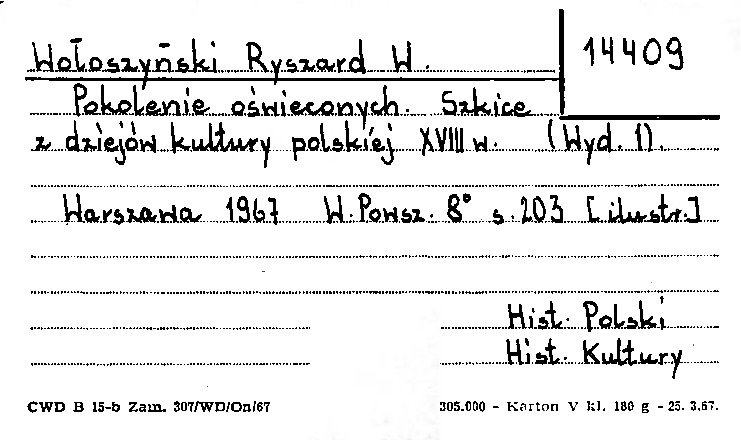 Wołoszyński Ryszard W.
14409
Pokolenie oświeconych. Szkice
z dziejów kultury polskiej XVIII w. (Wyd. 1).
Warszawa 1967 W. Powsz. 8° s. 203 [ilustr.]
Hist. Polski
Hist. Kultury
CWD B 15-b Zam. 307/WD/On/67
305.000 - Karton V kl. 180 g - 25. 3.67.